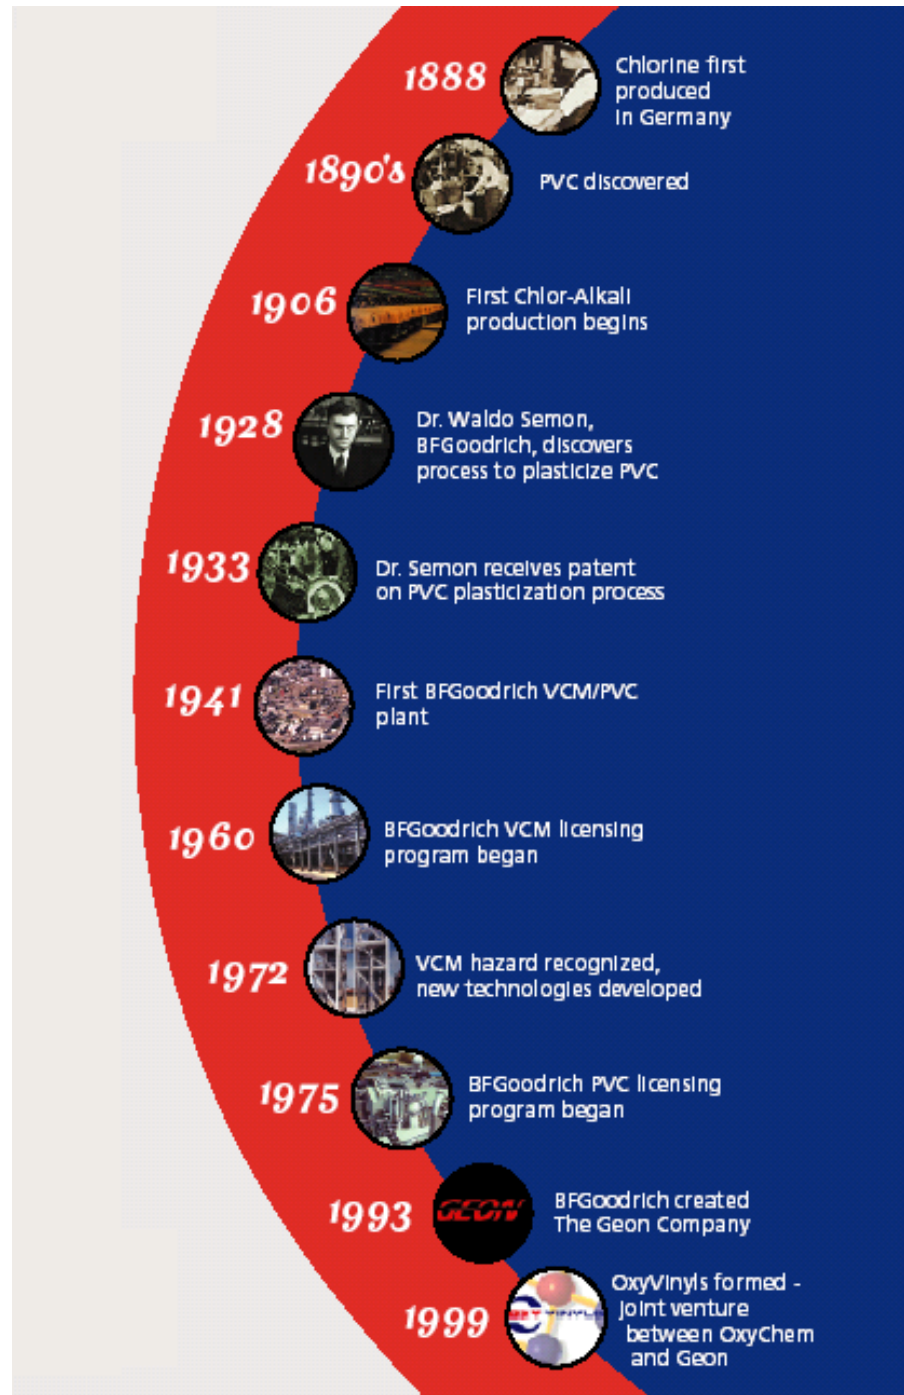 1888
Chlorine first
produced
in Germany
1890's
PVC discovered
1906
First Chlor-Alkali
production begins
1928
Dr. Waldo Semon,
BFGoodrich, discovers
process to plasticize PVC
1933
Dr. Semon receives patent
on PVC plasticization process
1941
First BFGoodrich VCM/PVC
plant
1960
BFGoodrich VCM licensing
program began
1972
VCM hazard recognized,
new technologies developed
1975
BFGoodrich PVC licensing
program began
1993
GEON
BFGoodrich created
The Geon Company
1999
VINYLS
OxyVinyls formed -
joint venture
between OxyChem
and Geon